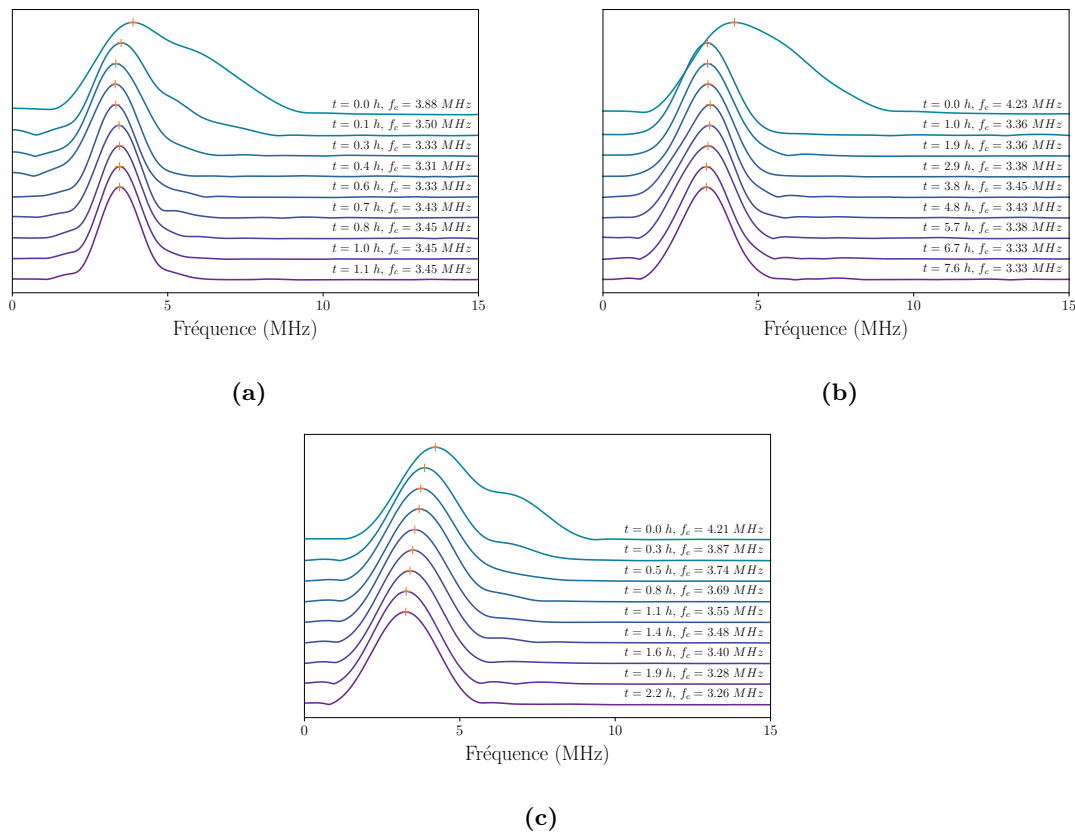 t = 0.0 h, f_c = 3.88 MHz
t = 0.1 h, f_c = 3.50 MHz
t = 0.3 h, f_c = 3.33 MHz
t = 0.4 h, f_c = 3.31 MHz
t = 0.6 h, f_c = 3.33 MHz
t = 0.7 h, f_c = 3.43 MHz
t = 0.8 h, f_c = 3.45 MHz
t = 1.0 h, f_c = 3.45 MHz
t = 1.1 h, f_c = 3.45 MHz
0 5 10 15
Fréquence (MHz)
(a)
t = 0.0 h, f_c = 4.23 MHz
t = 1.0 h, f_c = 3.36 MHz
t = 1.9 h, f_c = 3.36 MHz
t = 2.9 h, f_c = 3.38 MHz
t = 3.8 h, f_c = 3.45 MHz
t = 4.8 h, f_c = 3.43 MHz
t = 5.7 h, f_c = 3.38 MHz
t = 6.7 h, f_c = 3.33 MHz
t = 7.6 h, f_c = 3.33 MHz
0 5 10 15
Fréquence (MHz)
(b)
t = 0.0 h, f_c = 4.21 MHz
t = 0.3 h, f_c = 3.87 MHz
t = 0.5 h, f_c = 3.74 MHz
t = 0.8 h, f_c = 3.69 MHz
t = 1.1 h, f_c = 3.55 MHz
t = 1.4 h, f_c = 3.48 MHz
t = 1.6 h, f_c = 3.40 MHz
t = 1.9 h, f_c = 3.28 MHz
t = 2.2 h, f_c = 3.26 MHz
0 5 10 15
Fréquence (MHz)
(c)